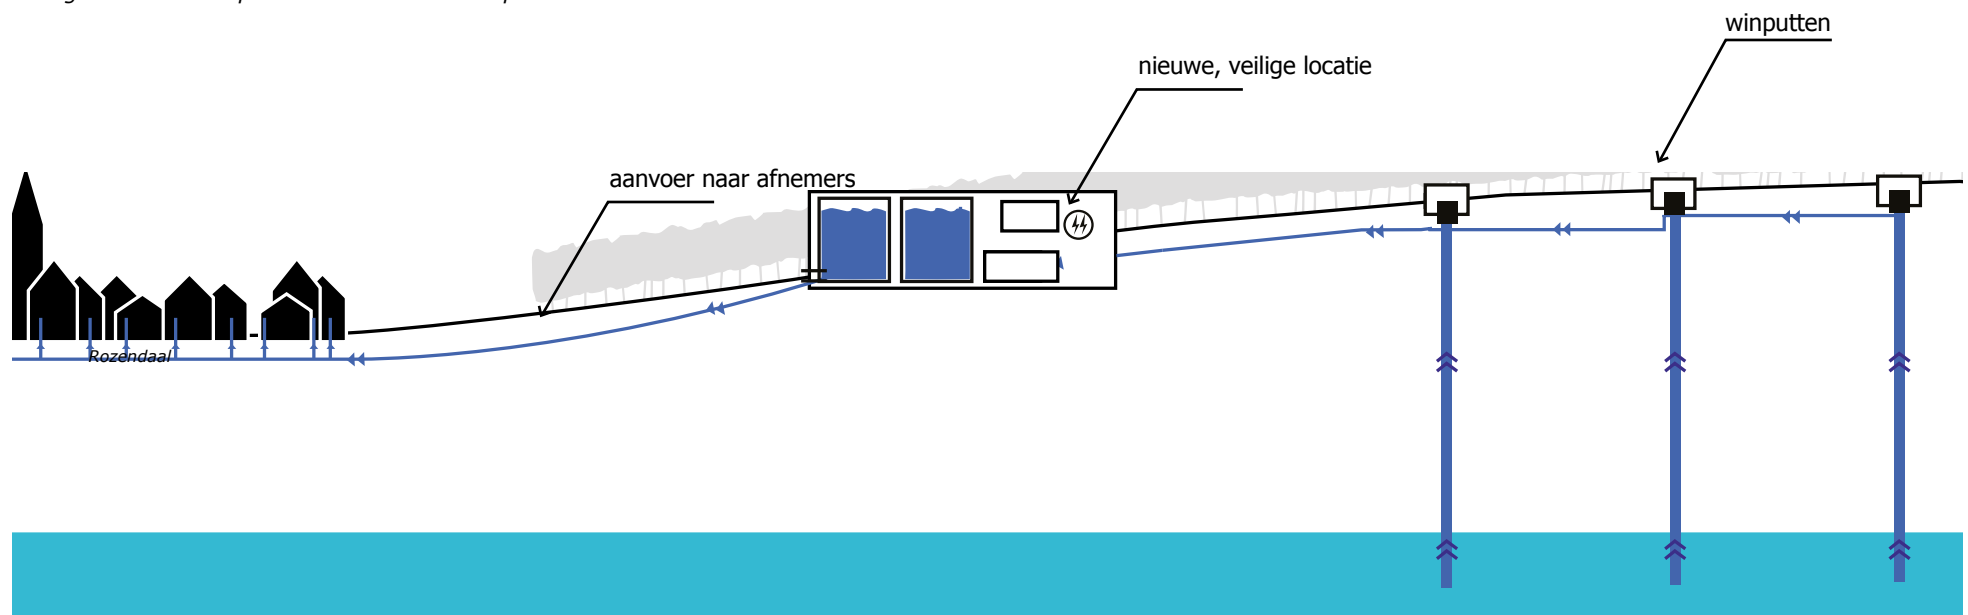 winputten
nieuwe, veilige locatie
aanvoer naar afnemers
Rozendaal